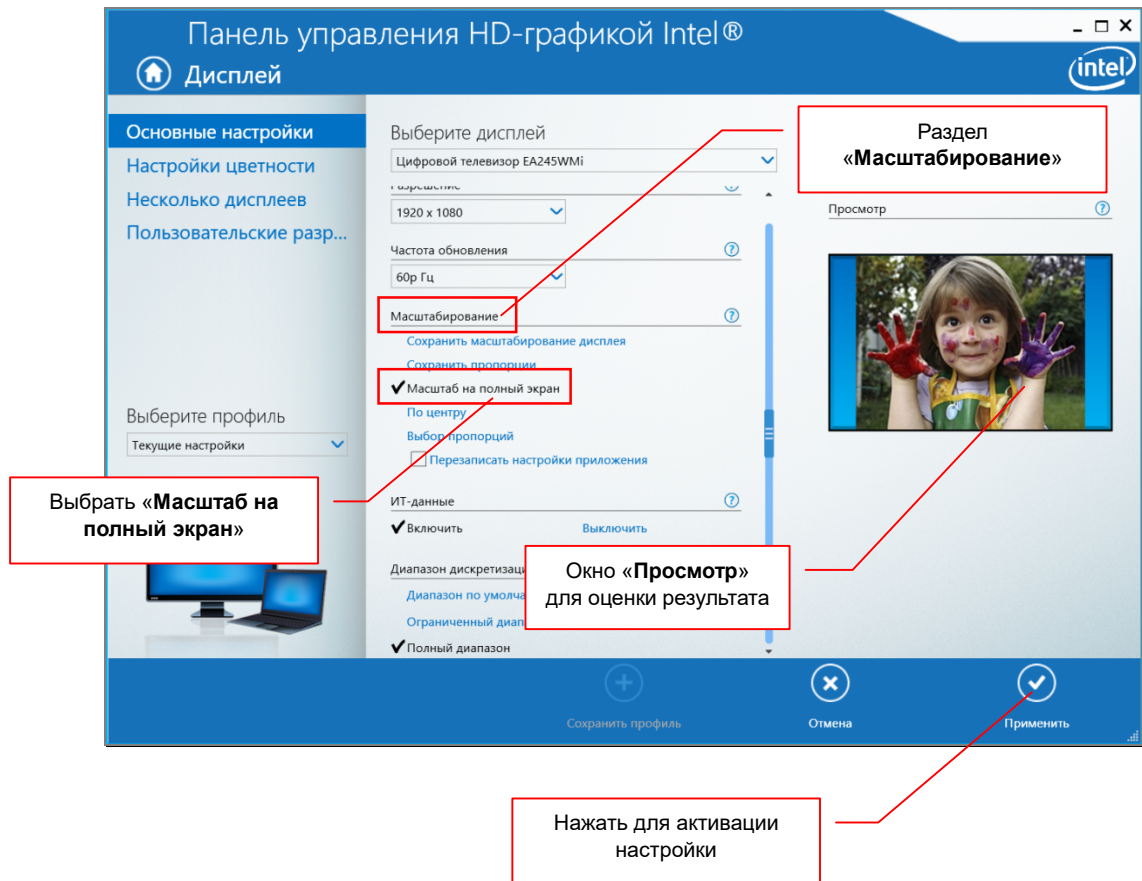 Панель управления HD-графикой Intel®
Дисплей
intel
Основные настройки
Настройки цветности
Несколько дисплеев
Пользовательские разр...
Выберите профиль
Текущие настройки
Выберите дисплей
Цифровой телевизор EA245WMi
Разрешение
1920 x 1080
Частота обновления
60p Гц
Масштабирование
Сохранить масштабирование дисплея
Сохранить пропорции
Масштаб на полный экран
По центру
Выбор пропорций
Перезаписать настройки приложения
ИТ-данные
Включить
Выключить
Диапазон дискретизаци
Диапазон по умолча
Ограниченный диап
Полный диапазон
Раздел
«Масштабирование»
Просмотр
Выбрать «Масштаб на
полный экран»
Окно «Просмотр»
для оценки результата
Сохранить профиль
Отмена
Применить
Нажать для активации
настройки